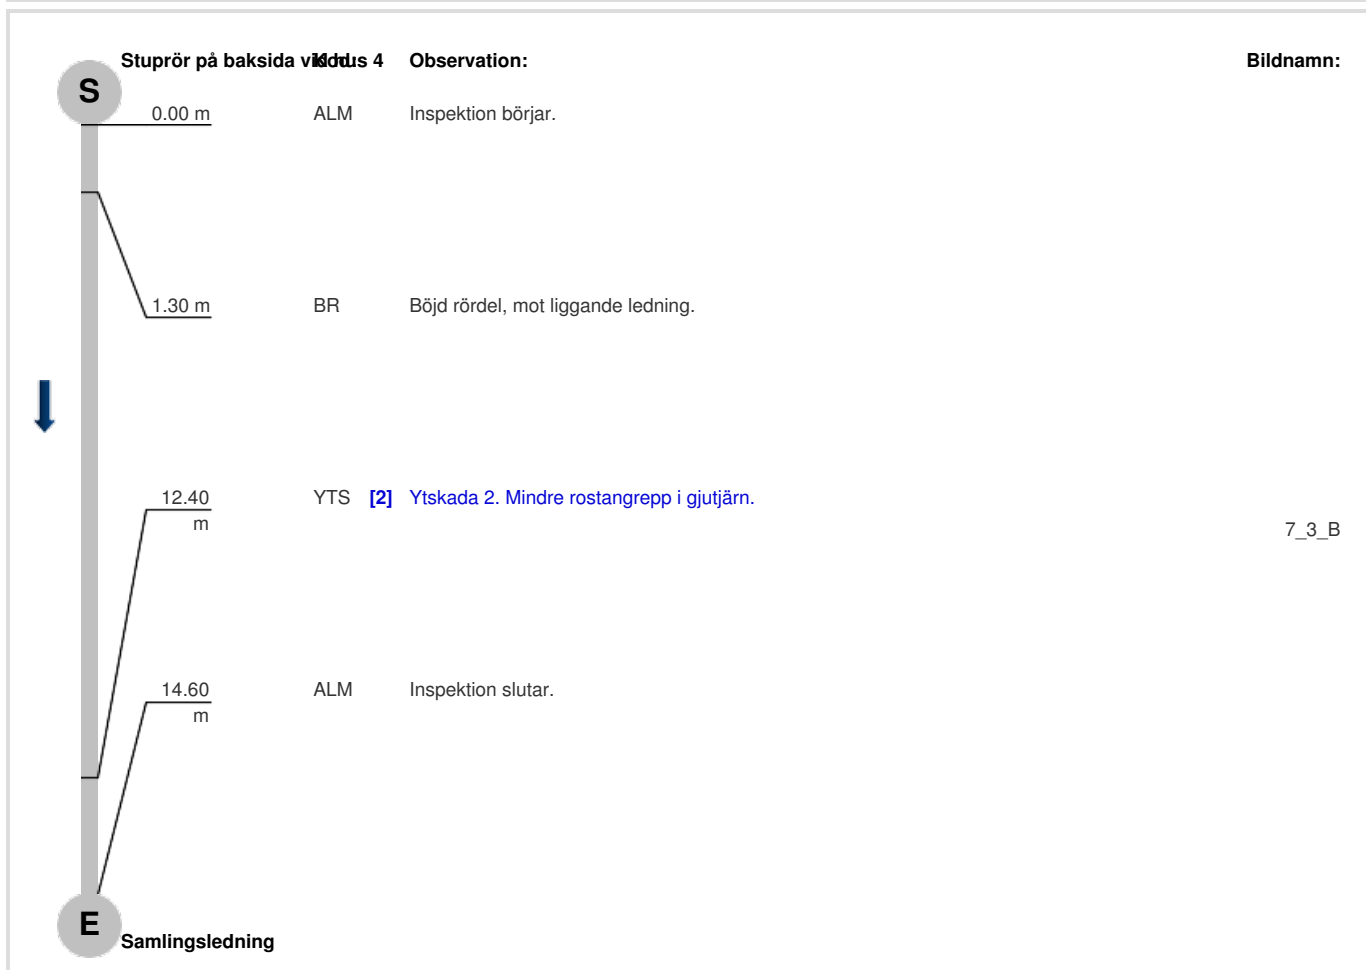 Stuprör på baksida vid hus 4 Kod: Observation: Bildnamn:
S
0.00 m ALM Inspektion börjar.
1.30 m BR Böjd rördel, mot liggande ledning.
12.40 YTS [2] Ytskada 2. Mindre rostangrepp i gjutjärn.
m
7_3_B
14.60 ALM Inspektion slutar.
m
E
Samlingsledning